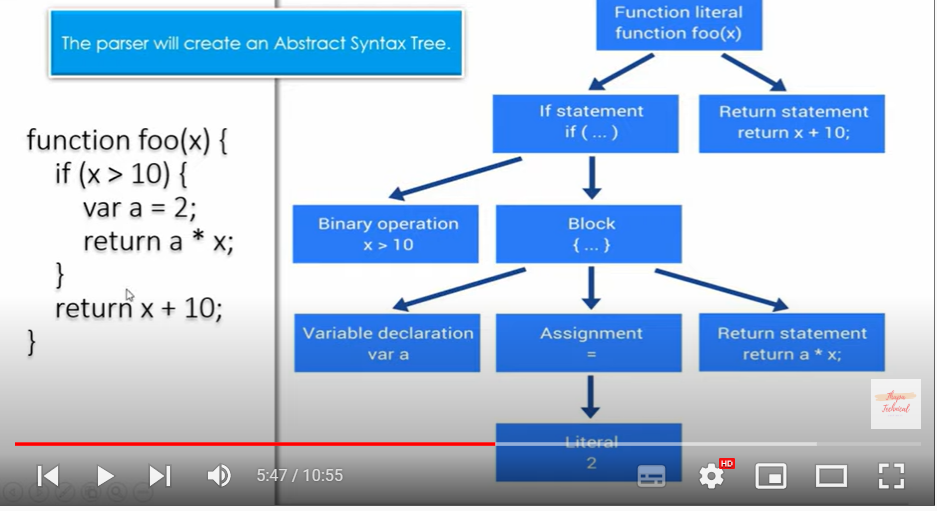 The parser will create an Abstract Syntax Tree.
function foo(x) {
if (x > 10) {
var a = 2;
return a * x;
}
return x + 10;
}
Function literal
function foo(x)
If statement
if ( ... )
Return statement
return x + 10;
Binary operation
x > 10
Block
{ ... }
Variable declaration
var a
Assignment
=
Return statement
return a * x;
Literal
2
Thapa
Technical
5:47 / 10:55
HD